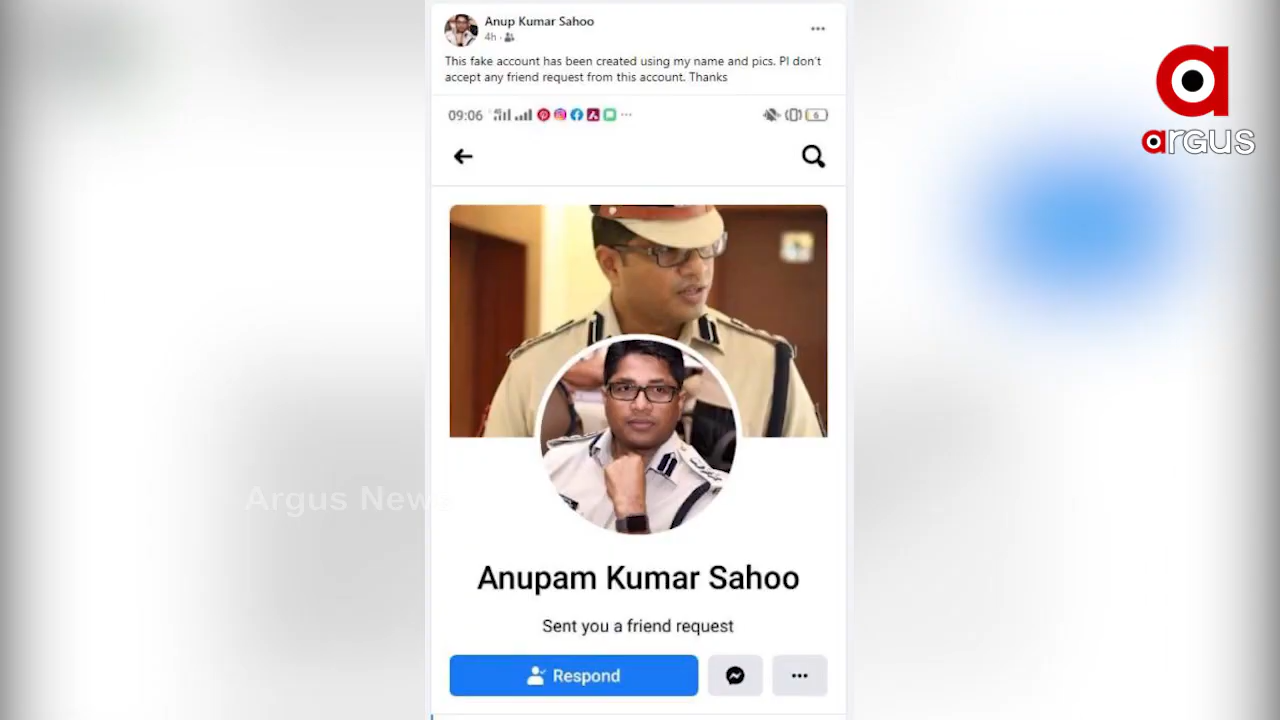 Anup Kumar Sahoo
4h
This fake account has been created using my name and pics. Pl don't
accept any friend request from this account. Thanks
09:06
6
argus
Argus News
Anupam Kumar Sahoo
Sent you a friend request
Respond